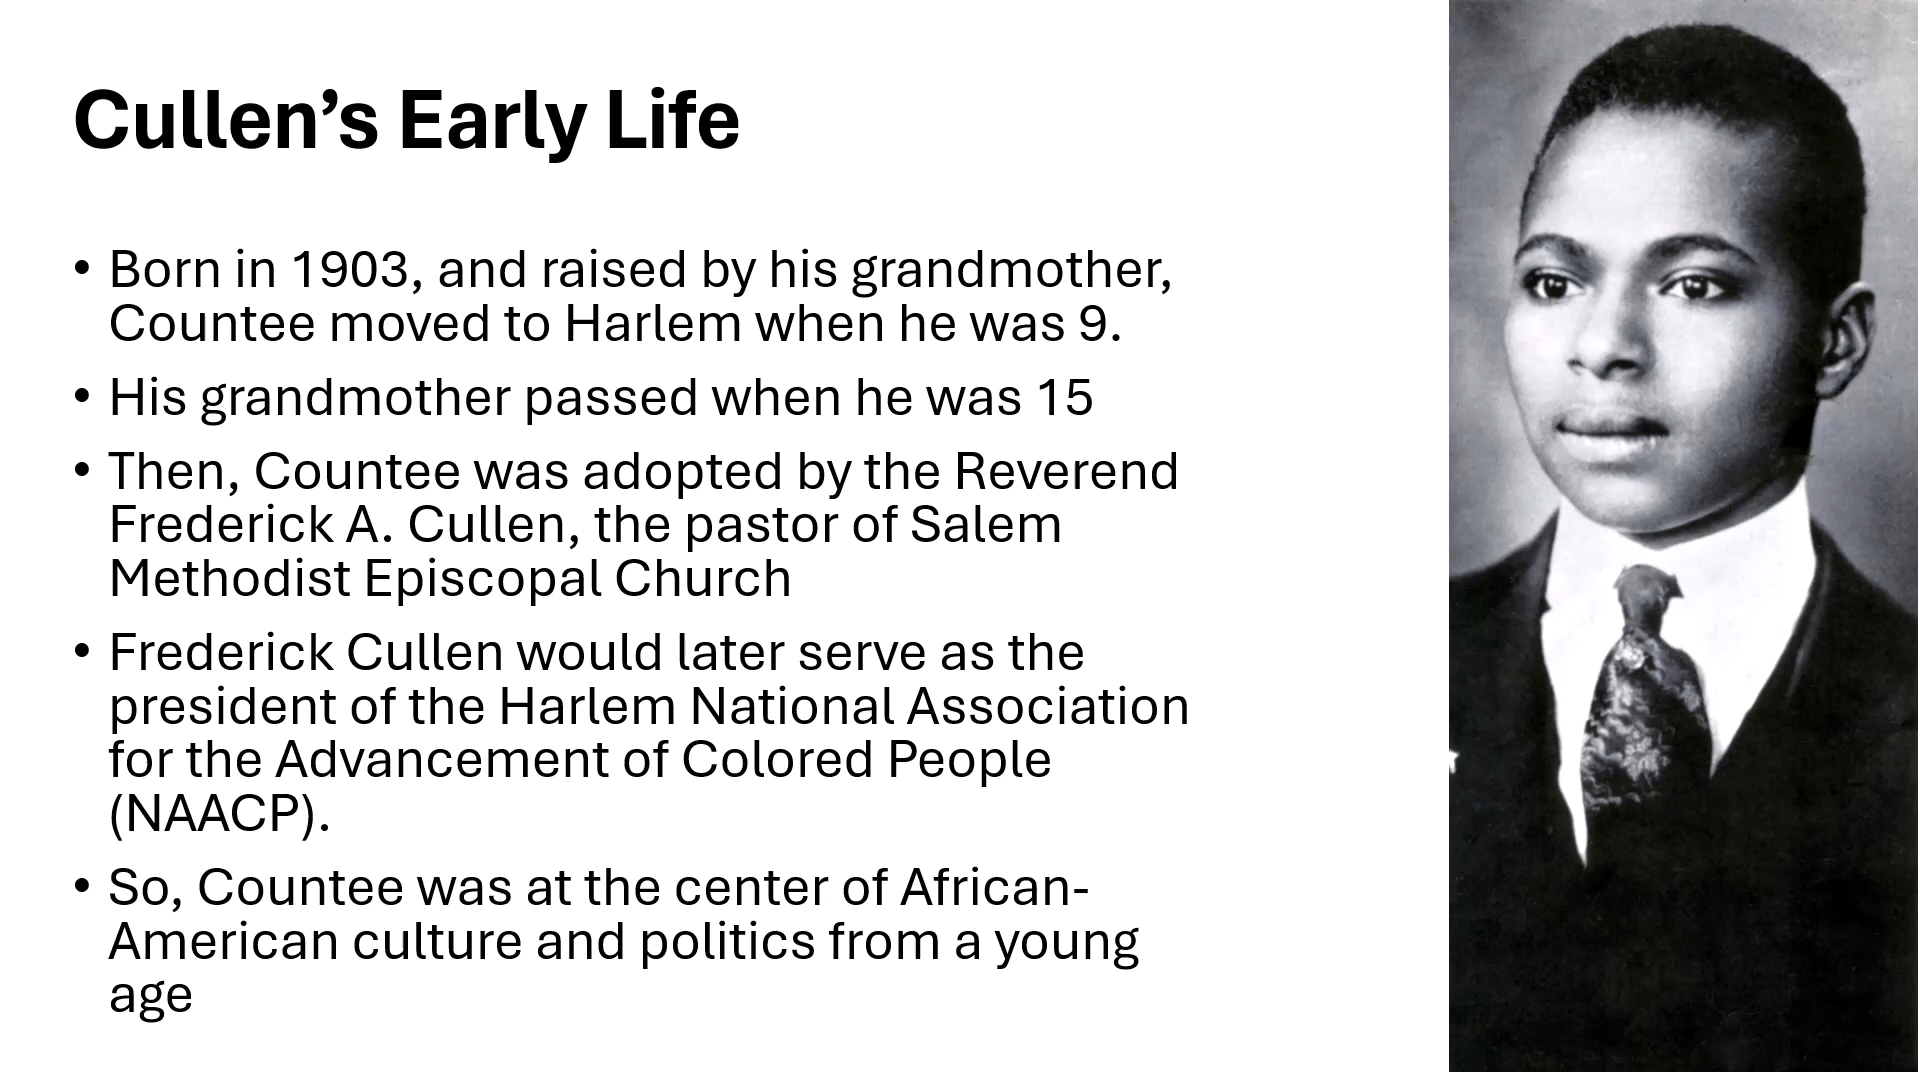 Cullen’s Early Life
• Born in 1903, and raised by his grandmother,
Countee moved to Harlem when he was 9.
• His grandmother passed when he was 15
• Then, Countee was adopted by the Reverend
Frederick A. Cullen, the pastor of Salem
Methodist Episcopal Church
• Frederick Cullen would later serve as the
president of the Harlem National Association
for the Advancement of Colored People
(NAACP).
• So, Countee was at the center of African-
American culture and politics from a young
age